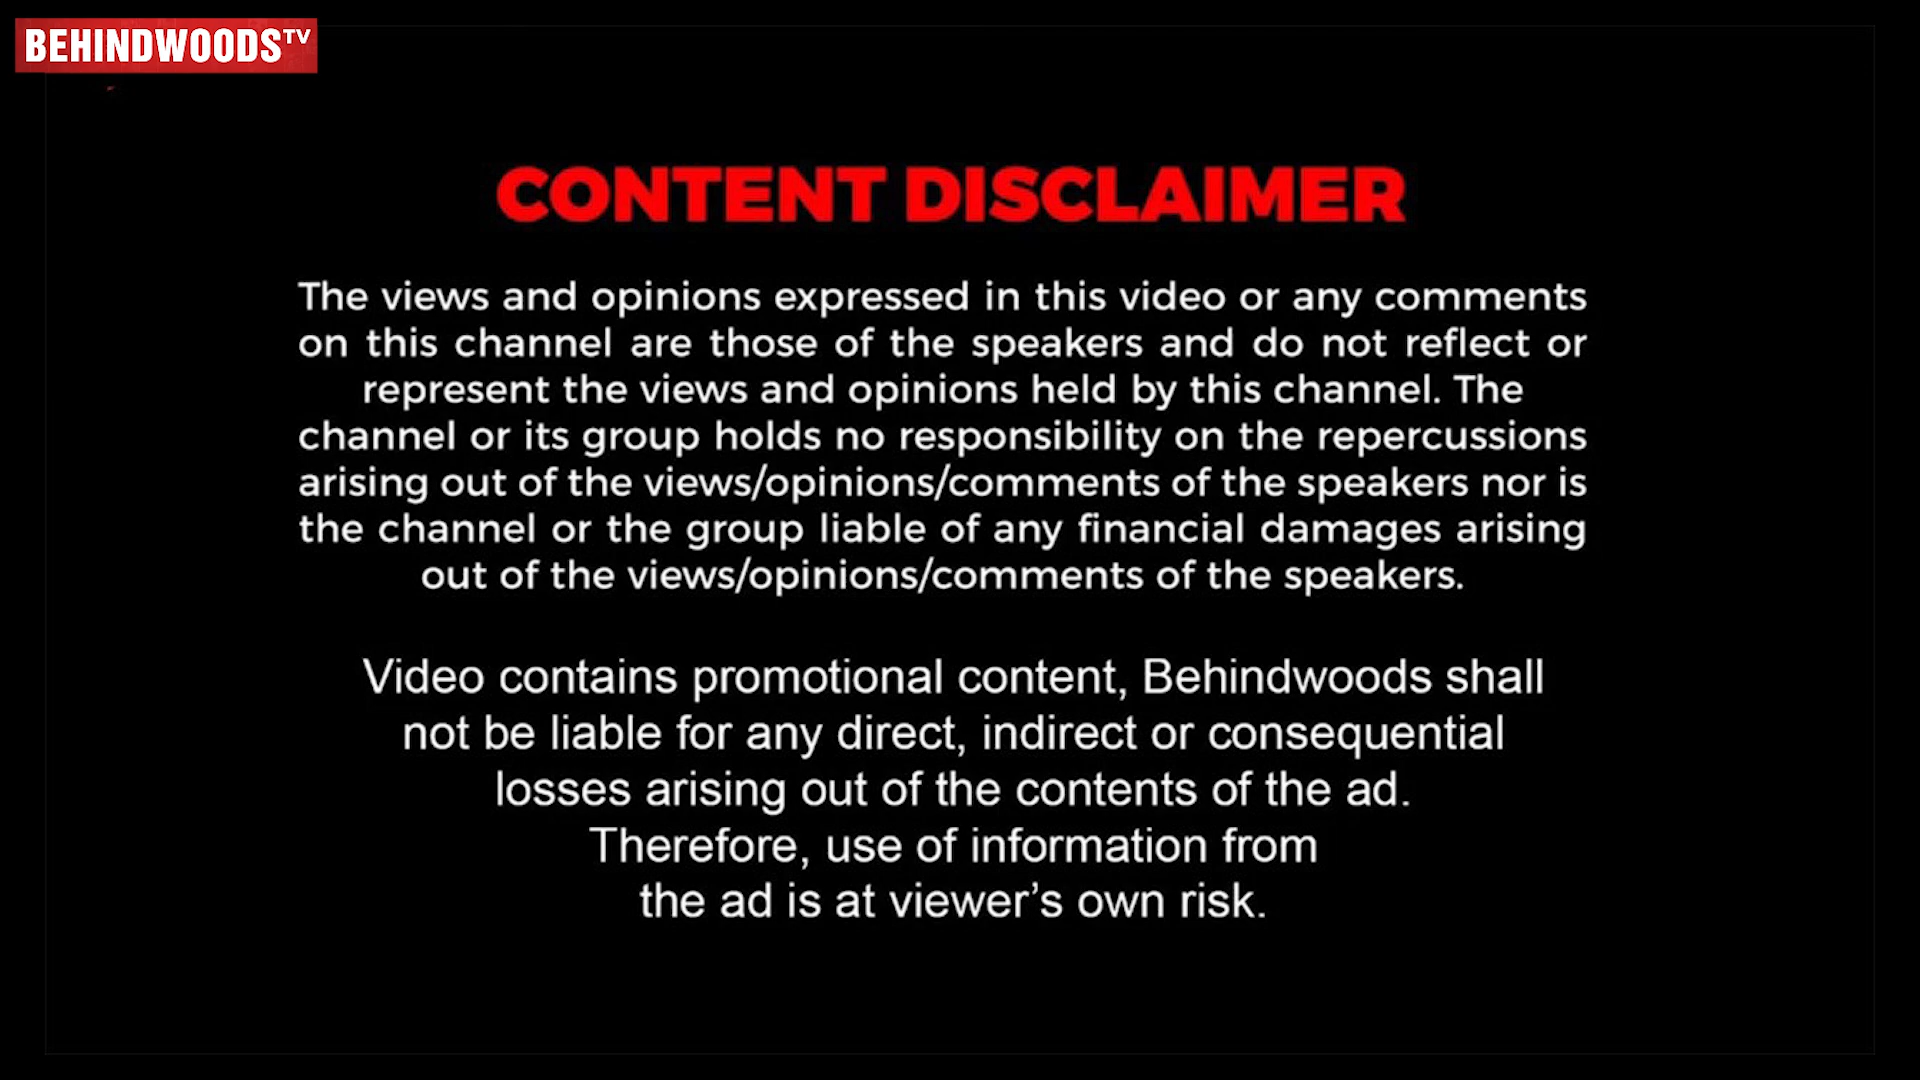 BEHINDWOODS TV
CONTENT DISCLAIMER
The views and opinions expressed in this video or any comments
on this channel are those of the speakers and do not reflect or
represent the views and opinions held by this channel. The
channel or its group holds no responsibility on the repercussions
arising out of the views/opinions/comments of the speakers nor is
the channel or the group liable of any financial damages arising
out of the views/opinions/comments of the speakers.
Video contains promotional content, Behindwoods shall
not be liable for any direct, indirect or consequential
losses arising out of the contents of the ad.
Therefore, use of information from
the ad is at viewer’s own risk.